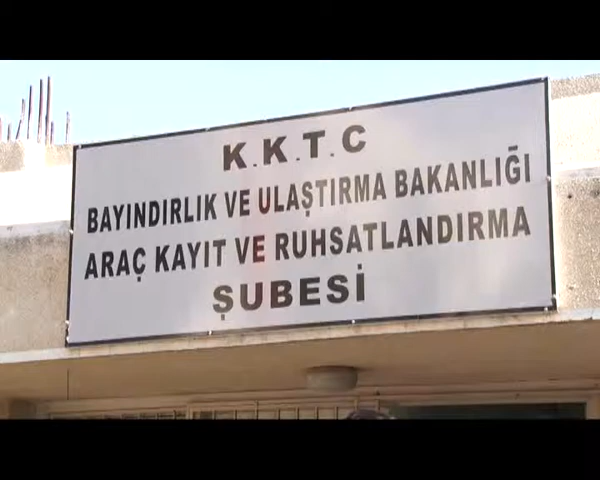 K.K.T.C
BAYINDIRLIK VE ULAŞTIRMA BAKANLIĞI
ARAÇ KAYIT VE RUHSATLANDIRMA
ŞUBESİ